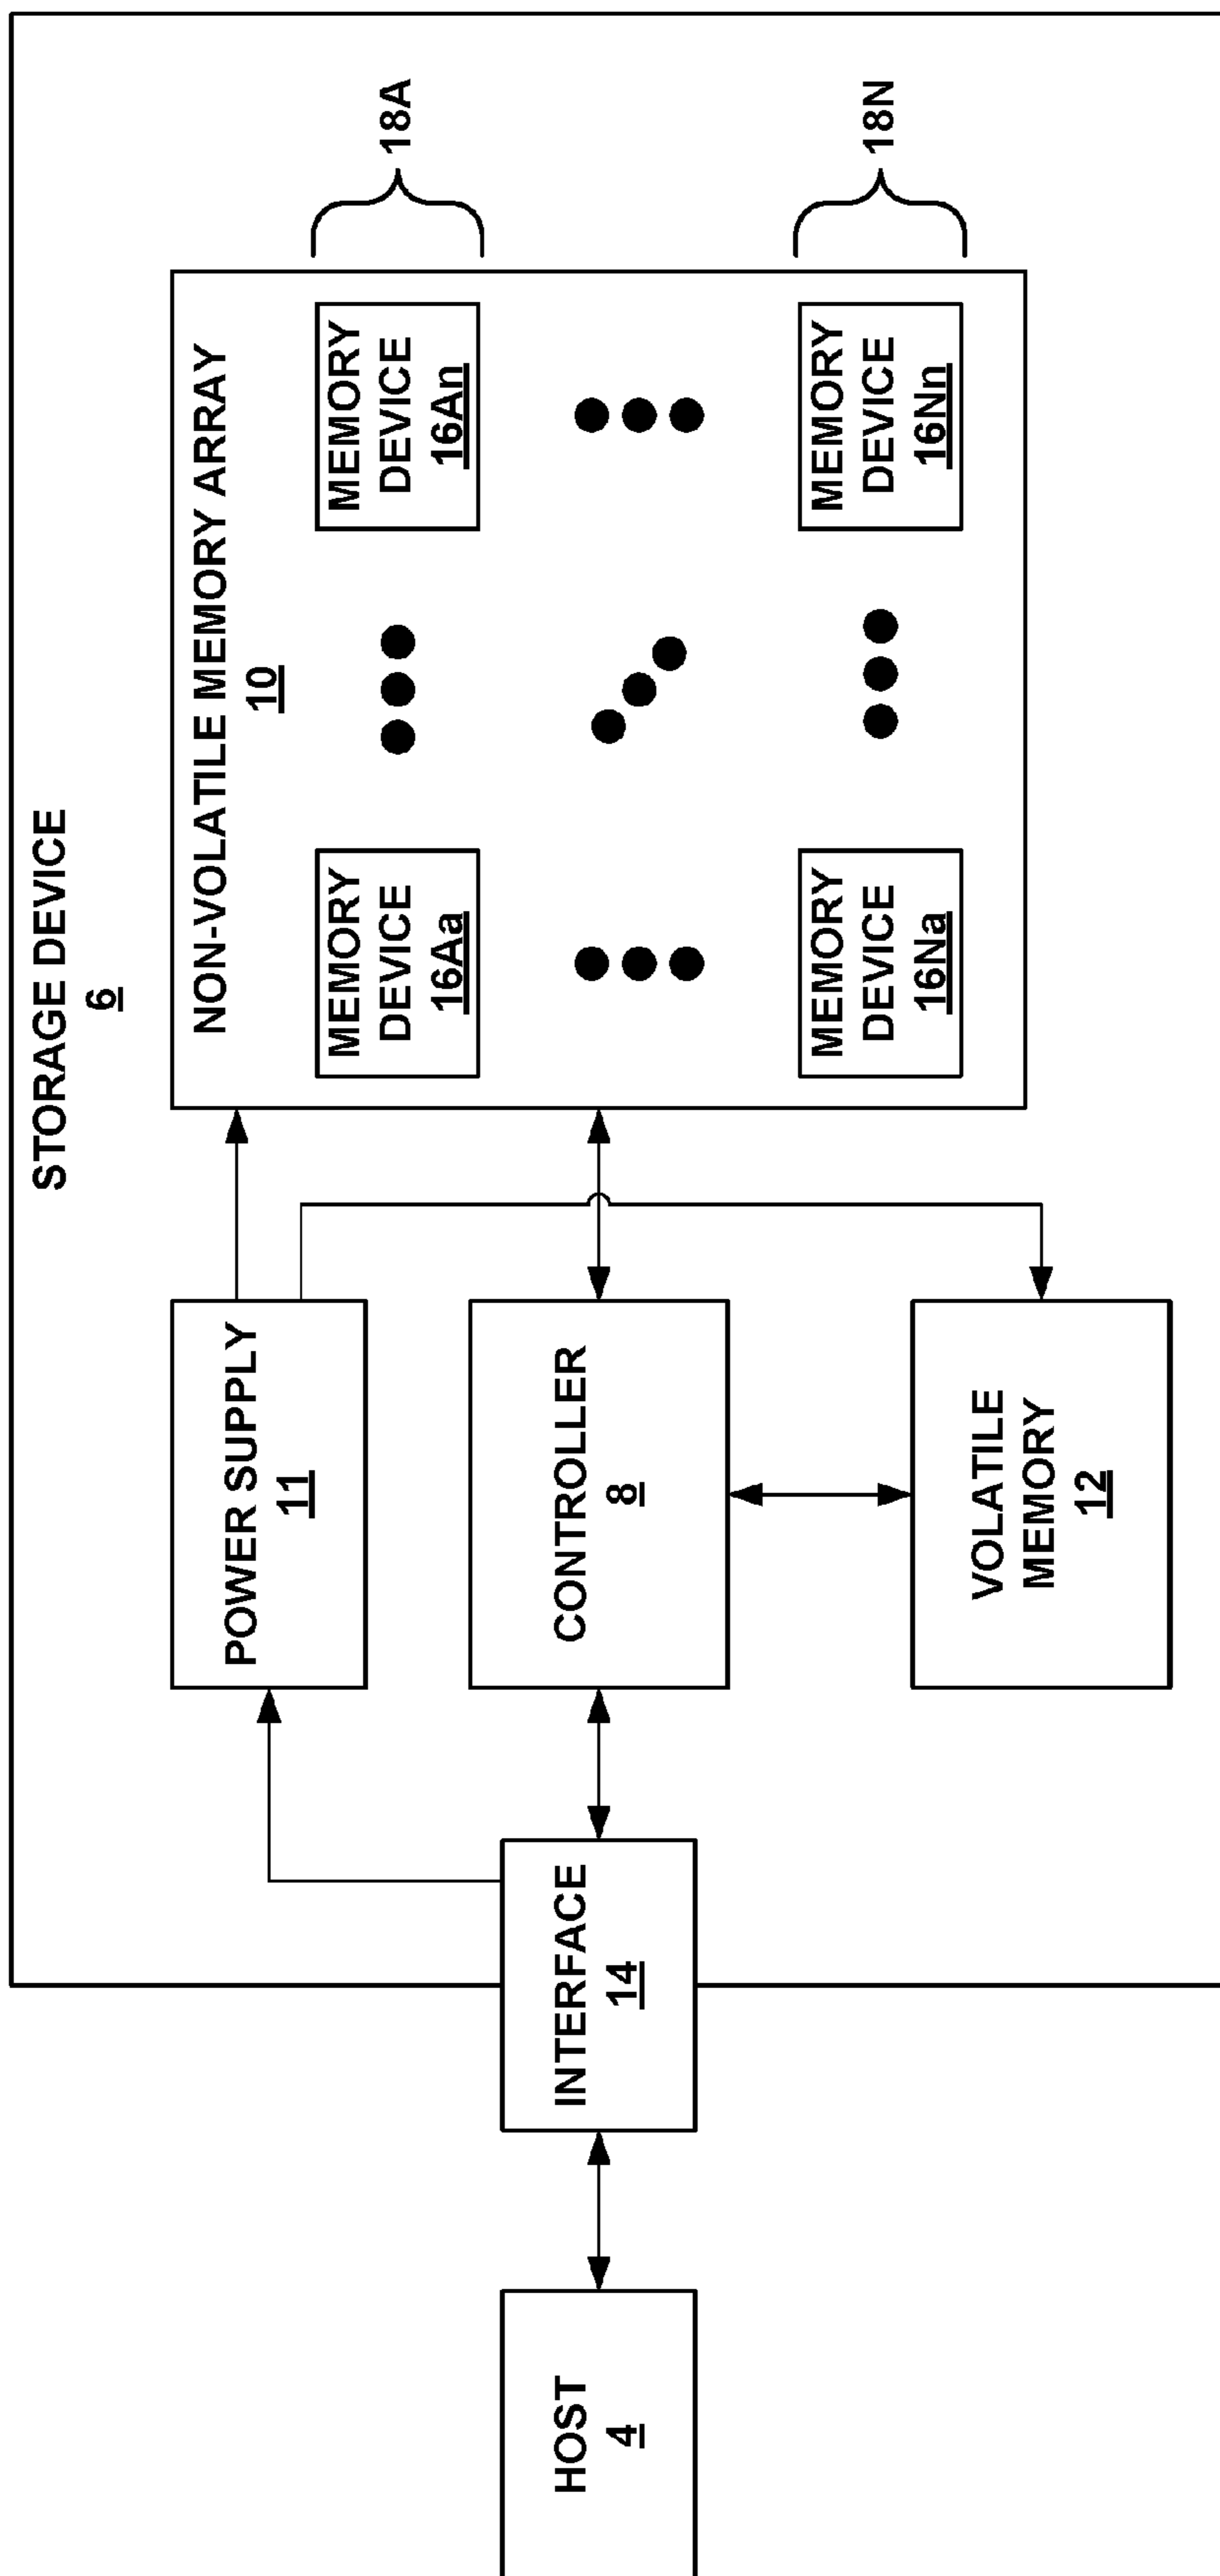 STORAGE DEVICE
6
NON-VOLATILE MEMORY ARRAY
10
MEMORY
DEVICE
16Aa
MEMORY
DEVICE
16An
18A
MEMORY
DEVICE
16Na
MEMORY
DEVICE
16Nn
18N
POWER SUPPLY
11
CONTROLLER
8
VOLATILE
MEMORY
12
INTERFACE
14
HOST
4